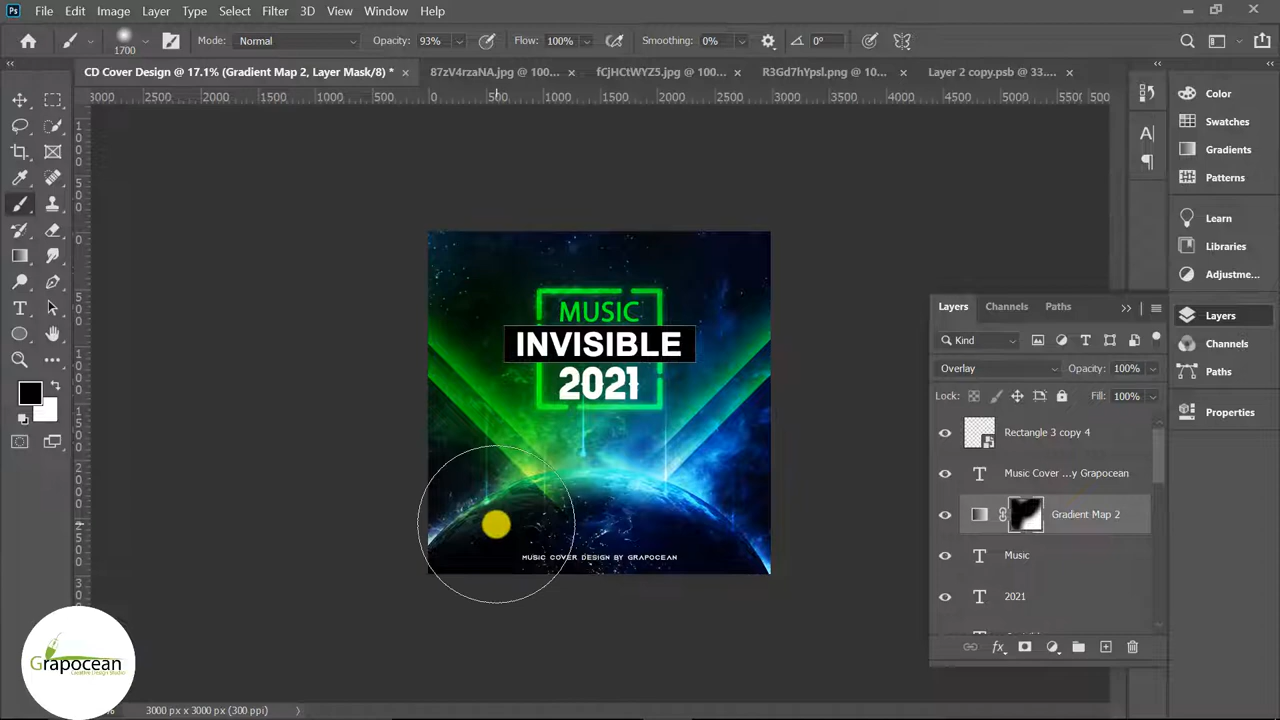 Ps File Edit Image Layer Type Select Filter 3D View Window Help
1700 Mode: Normal Opacity: 93% Flow: 100% Smoothing: 0% 0°
CD Cover Design @ 17.1% (Gradient Map 2, Layer Mask/8) * × 87zV4rzaNA.jpg @ 100... × fCjHCtWYZ5.jpg @ 100... × R3Gd7hYpsl.png @ 10... × Layer 2 copy.psb @ 33.... ×
3000 2500 2000 1500 1000 500 0 500 1000 1500 2000 2500 3000 3500 4000 4500 5000 5500
Color
Swatches
Gradients
Patterns
Learn
Libraries
Adjustme...
Layers
Channels
Paths
Properties
MUSIC
INVISIBLE
2021
MUSIC COVER DESIGN BY GRAPOCEAN
Layers Channels Paths
Kind
Overlay Opacity: 100%
Lock: Fill: 100%
Rectangle 3 copy 4
Music Cover ...y Grapocean
Gradient Map 2
Music
2021
Grapocean
Creative Design Studio
3000 px x 3000 px (300 ppi)